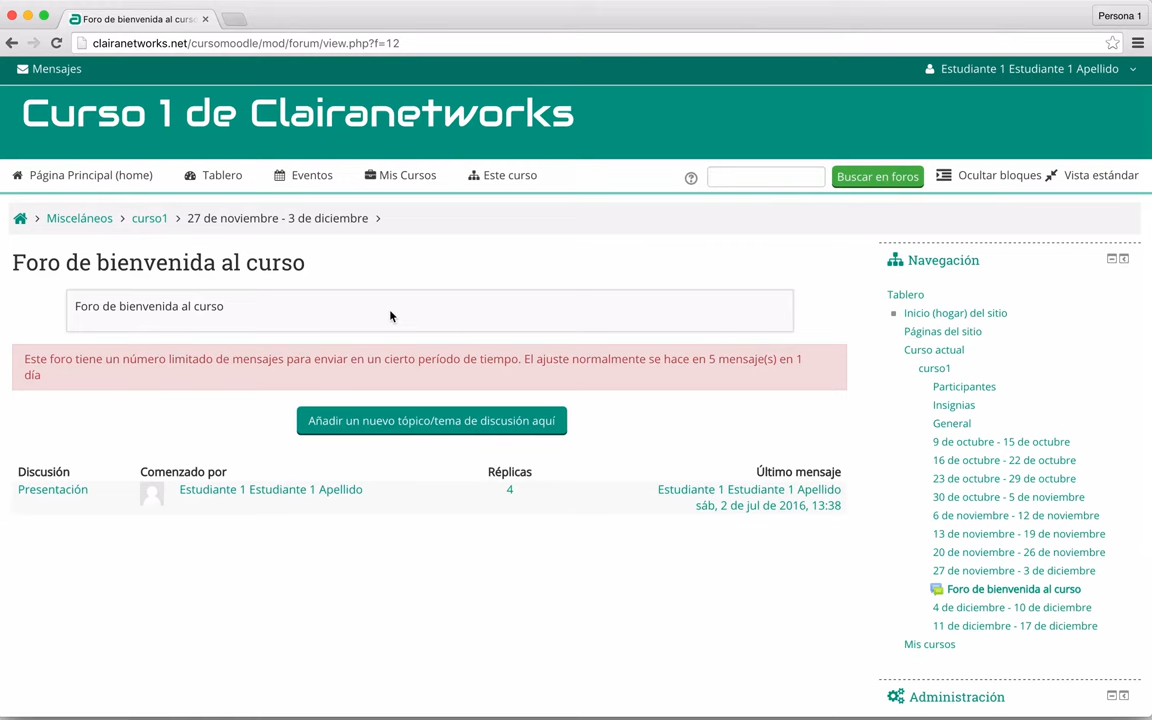 Foro de bienvenida al curso
Persona 1
clairanetworks.net/cursomoodle/mod/forum/view.php?f=12
Mensajes
Estudiante 1 Estudiante 1 Apellido
Curso 1 de Clairanetworks
Página Principal (home)
Tablero
Eventos
Mis Cursos
Este curso
Buscar en foros
Ocultar bloques
Vista estándar
Misceláneos
curso1
27 de noviembre - 3 de diciembre
Foro de bienvenida al curso
Foro de bienvenida al curso
Este foro tiene un número limitado de mensajes para enviar en un cierto período de tiempo. El ajuste normalmente se hace en 5 mensaje(s) en 1
día
Añadir un nuevo tópico/tema de discusión aquí
Discusión Comenzado por Réplicas Último mensaje
Presentación Estudiante 1 Estudiante 1 Apellido 4 Estudiante 1 Estudiante 1 Apellido
sáb, 2 de jul de 2016, 13:38
Navegación
Tablero
Inicio (hogar) del sitio
Páginas del sitio
Curso actual
curso1
Participantes
Insignias
General
9 de octubre - 15 de octubre
16 de octubre - 22 de octubre
23 de octubre - 29 de octubre
30 de octubre - 5 de noviembre
6 de noviembre - 12 de noviembre
13 de noviembre - 19 de noviembre
20 de noviembre - 26 de noviembre
27 de noviembre - 3 de diciembre
Foro de bienvenida al curso
4 de diciembre - 10 de diciembre
11 de diciembre - 17 de diciembre
Mis cursos
Administración